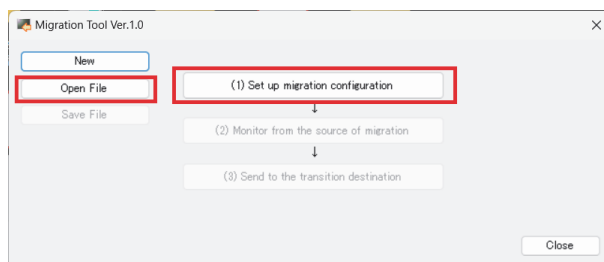 Migration Tool Ver.1.0
New
Open File
Save File
(1) Set up migration configuration
↓
(2) Monitor from the source of migration
↓
(3) Send to the transition destination
Close